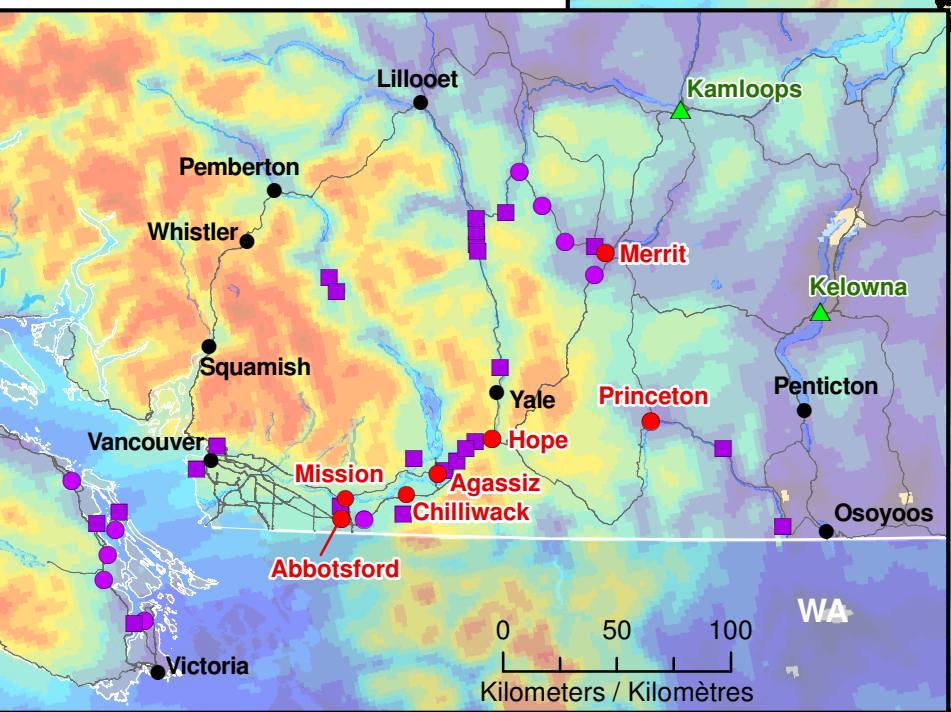 Lillooet
Kamloops
Pemberton
Whistler
Merrit
Kelowna
Squamish
Penticton
Princeton
Yale
Hope
Vancouver
Mission
Agassiz
Chilliwack
Osoyoos
Abbotsford
WA
0 50 100
Kilometers / Kilomètres
Victoria